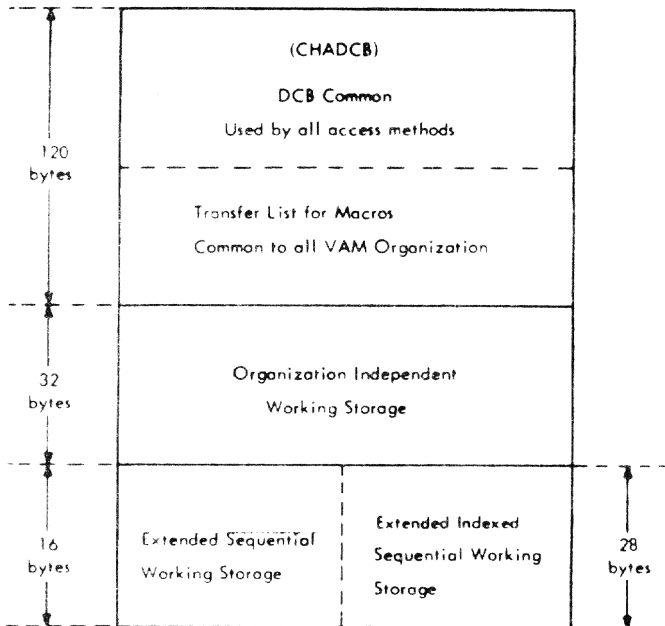 (CHADCB)
DCB Common
Used by all access methods
120
bytes
Transfer List for Macros
Common to all VAM Organization
32
bytes
Organization Independent
Working Storage
16
bytes
Extended Sequential
Working Storage
Extended Indexed
Sequential Working
Storage
28
bytes